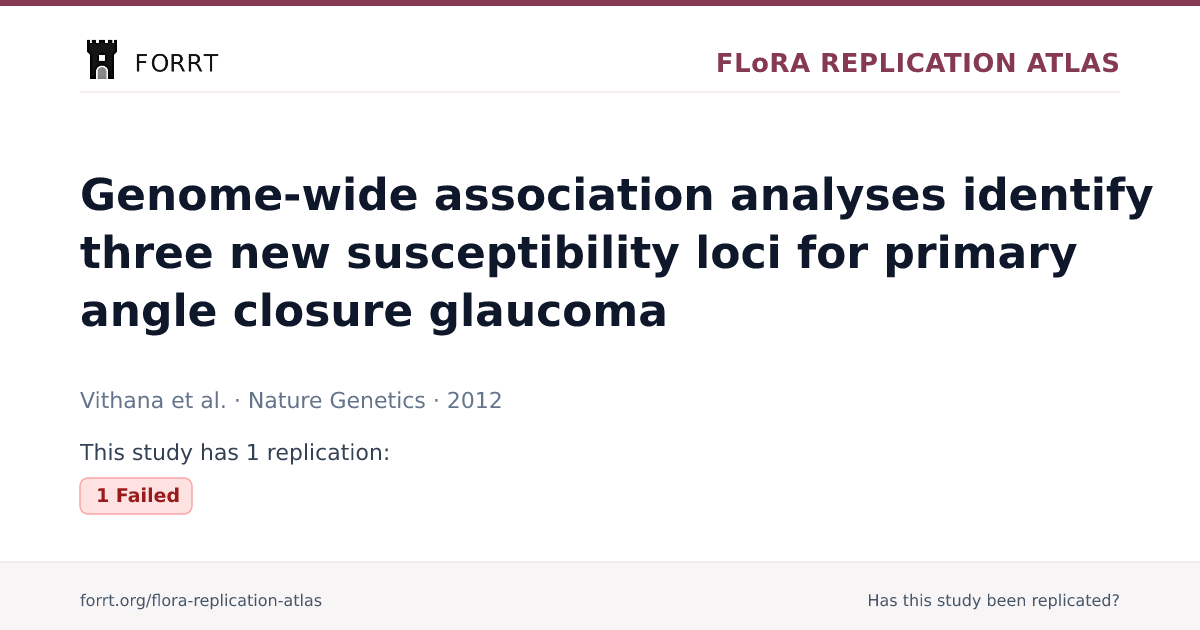 FORRT
FLoRA REPLICATION ATLAS
Genome-wide association analyses identify
three new susceptibility loci for primary
angle closure glaucoma
Vithana et al. · Nature Genetics · 2012
This study has 1 replication:
1 Failed
forrt.org/flora-replication-atlas
Has this study been replicated?